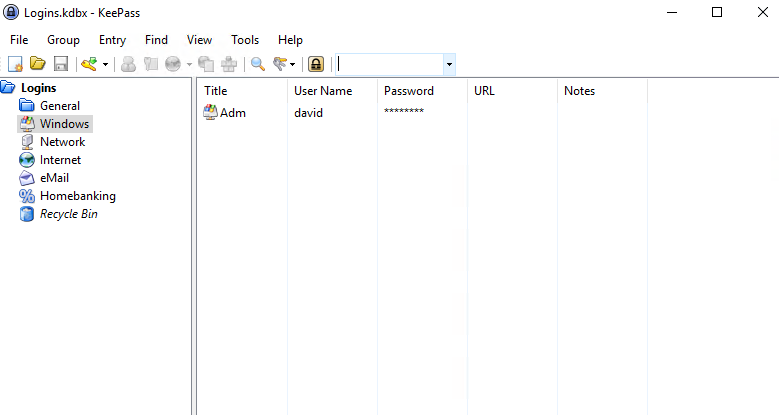 Logins.kdbx - KeePass
File Group Entry Find View Tools Help
Logins
General
Windows
Network
Internet
eMail
Homebanking
Recycle Bin
Title User Name Password URL Notes
Adm david ********